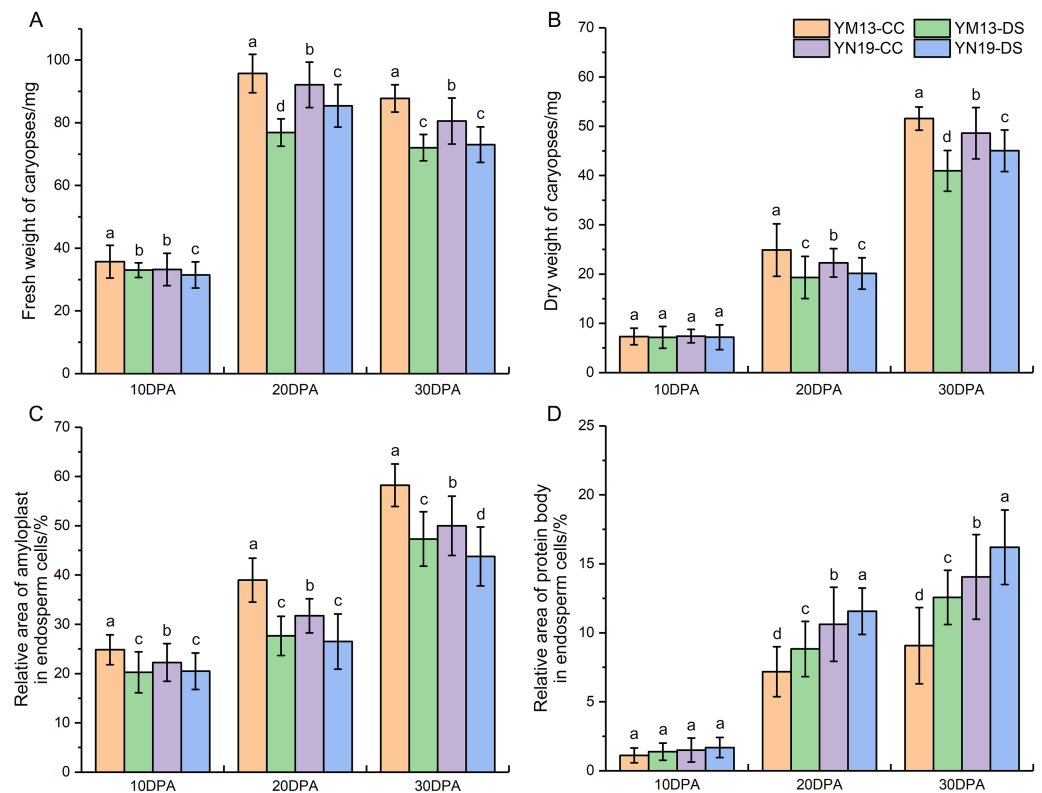 A
Fresh weight of caryopses/mg
100
80
60
40
20
0
a
b
b
c
a
d
b
c
a
c
b
c
10DPA
20DPA
30DPA
B
YM13-CC
YM13-DS
YN19-CC
YN19-DS
Dry weight of caryopses/mg
70
60
50
40
30
20
10
0
a
a
a
a
a
c
b
c
a
d
b
c
10DPA
20DPA
30DPA
C
Relative area of amyloplast
in endosperm cells/%
70
60
50
40
30
20
10
0
a
c
b
c
a
c
b
c
a
c
b
d
10DPA
20DPA
30DPA
D
Relative area of protein body
in endosperm cells/%
25
20
15
10
5
0
a
a
a
a
d
c
b
a
d
c
b
a
10DPA
20DPA
30DPA